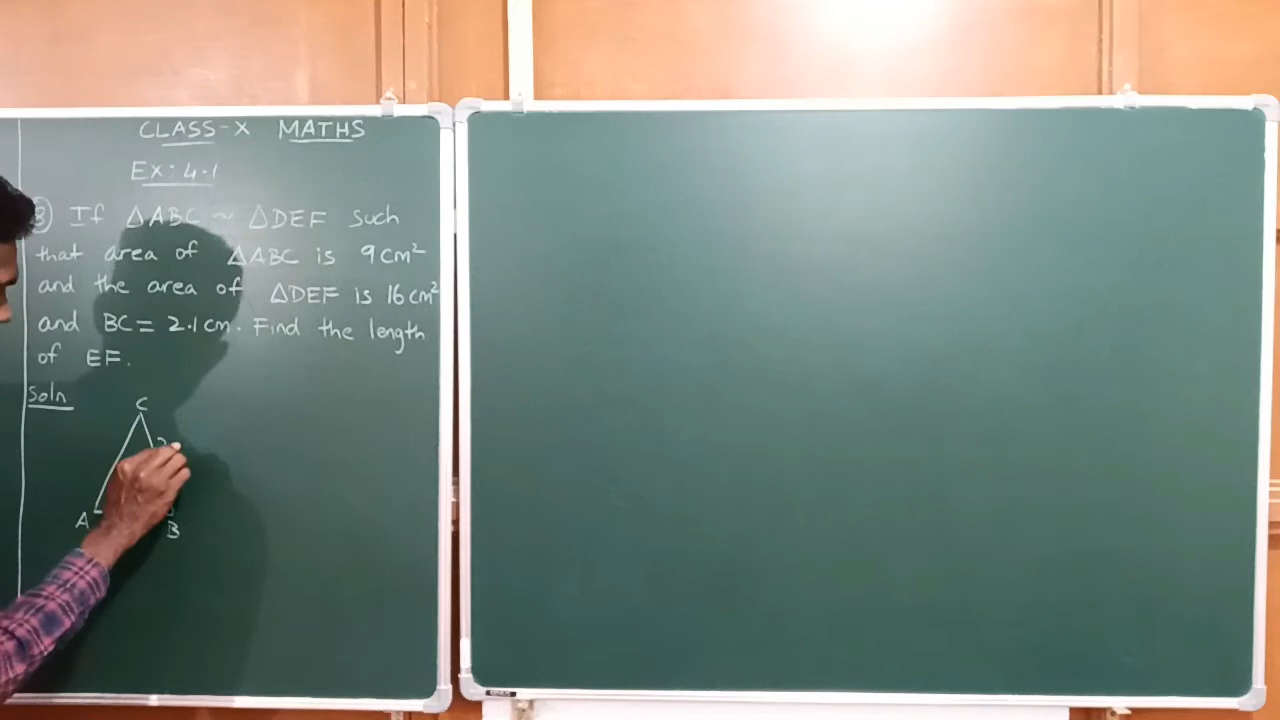 CLASS-X MATHS
Ex: 4.1
3) If △ABC ~ △DEF such
that area of △ABC is 9cm²
and the area of △DEF is 16cm²
and BC = 2.1cm. Find the length
of EF.
Soln
C
A
B